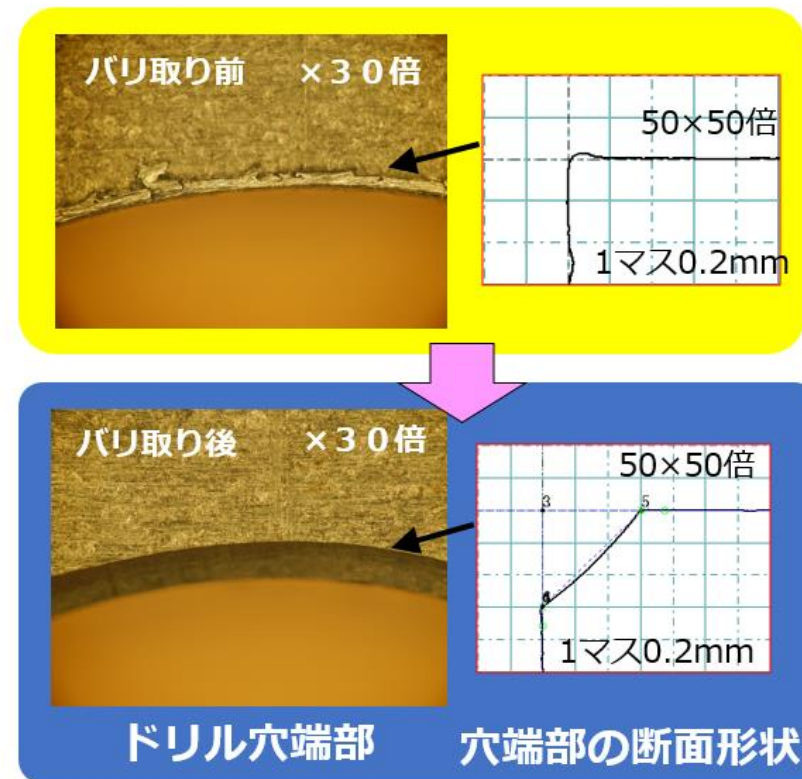 バリ取り前 ×３０倍
50×50倍
1マス0.2mm
バリ取り後 ×３０倍
50×50倍
3
5
1マス0.2mm
ドリル穴端部
穴端部の断面形状